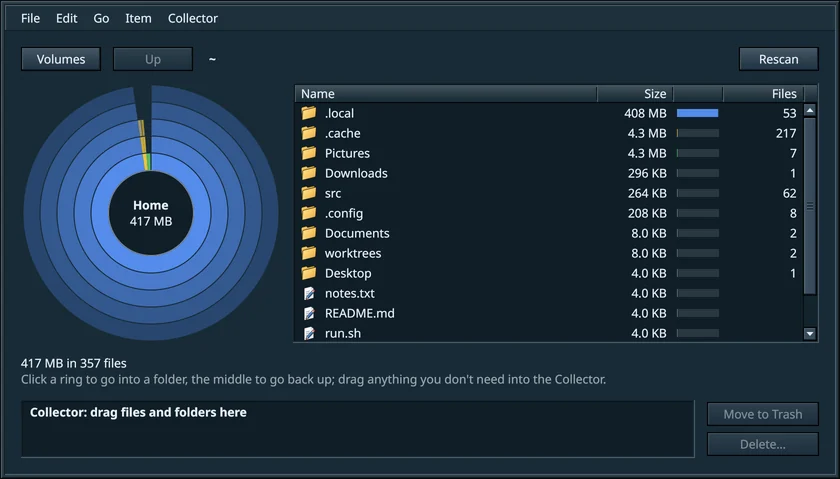 File Edit Go Item Collector
Volumes Up ~ Rescan
Name Size Files
.local 408 MB 53
.cache 4.3 MB 217
Pictures 4.3 MB 7
Downloads 296 KB 1
src 264 KB 62
.config 208 KB 8
Documents 8.0 KB 2
worktrees 8.0 KB 2
Desktop 4.0 KB 1
notes.txt 4.0 KB
README.md 4.0 KB
run.sh 4.0 KB
Home
417 MB
417 MB in 357 files
Click a ring to go into a folder, the middle to go back up; drag anything you don't need into the Collector.
Collector: drag files and folders here
Move to Trash
Delete...